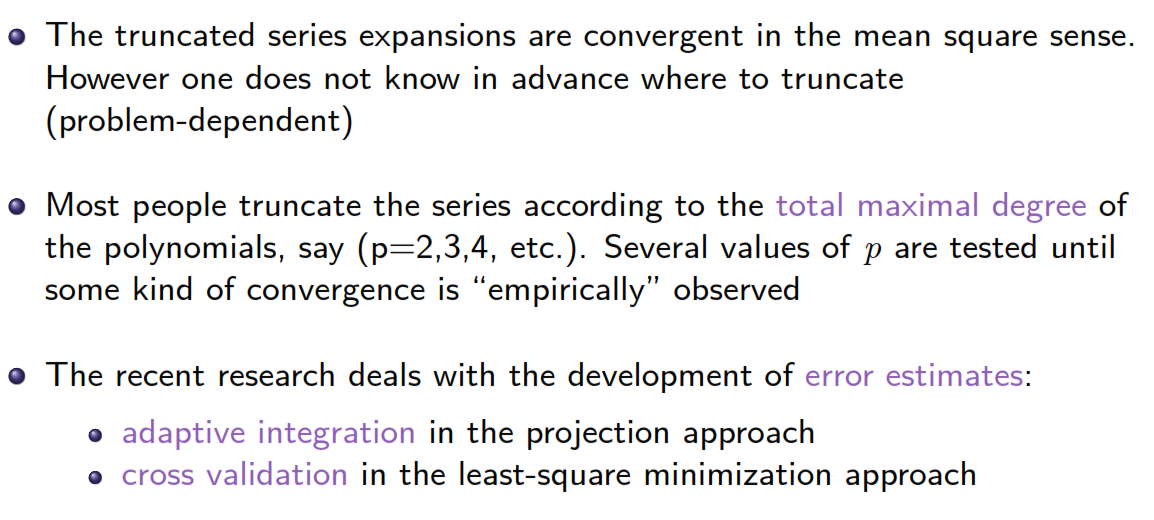 The truncated series expansions are convergent in the mean square sense.
However one does not know in advance where to truncate
(problem-dependent)
Most people truncate the series according to the total maximal degree of
the polynomials, say (p=2,3,4, etc.). Several values of p are tested until
some kind of convergence is “empirically” observed
The recent research deals with the development of error estimates:
adaptive integration in the projection approach
cross validation in the least-square minimization approach